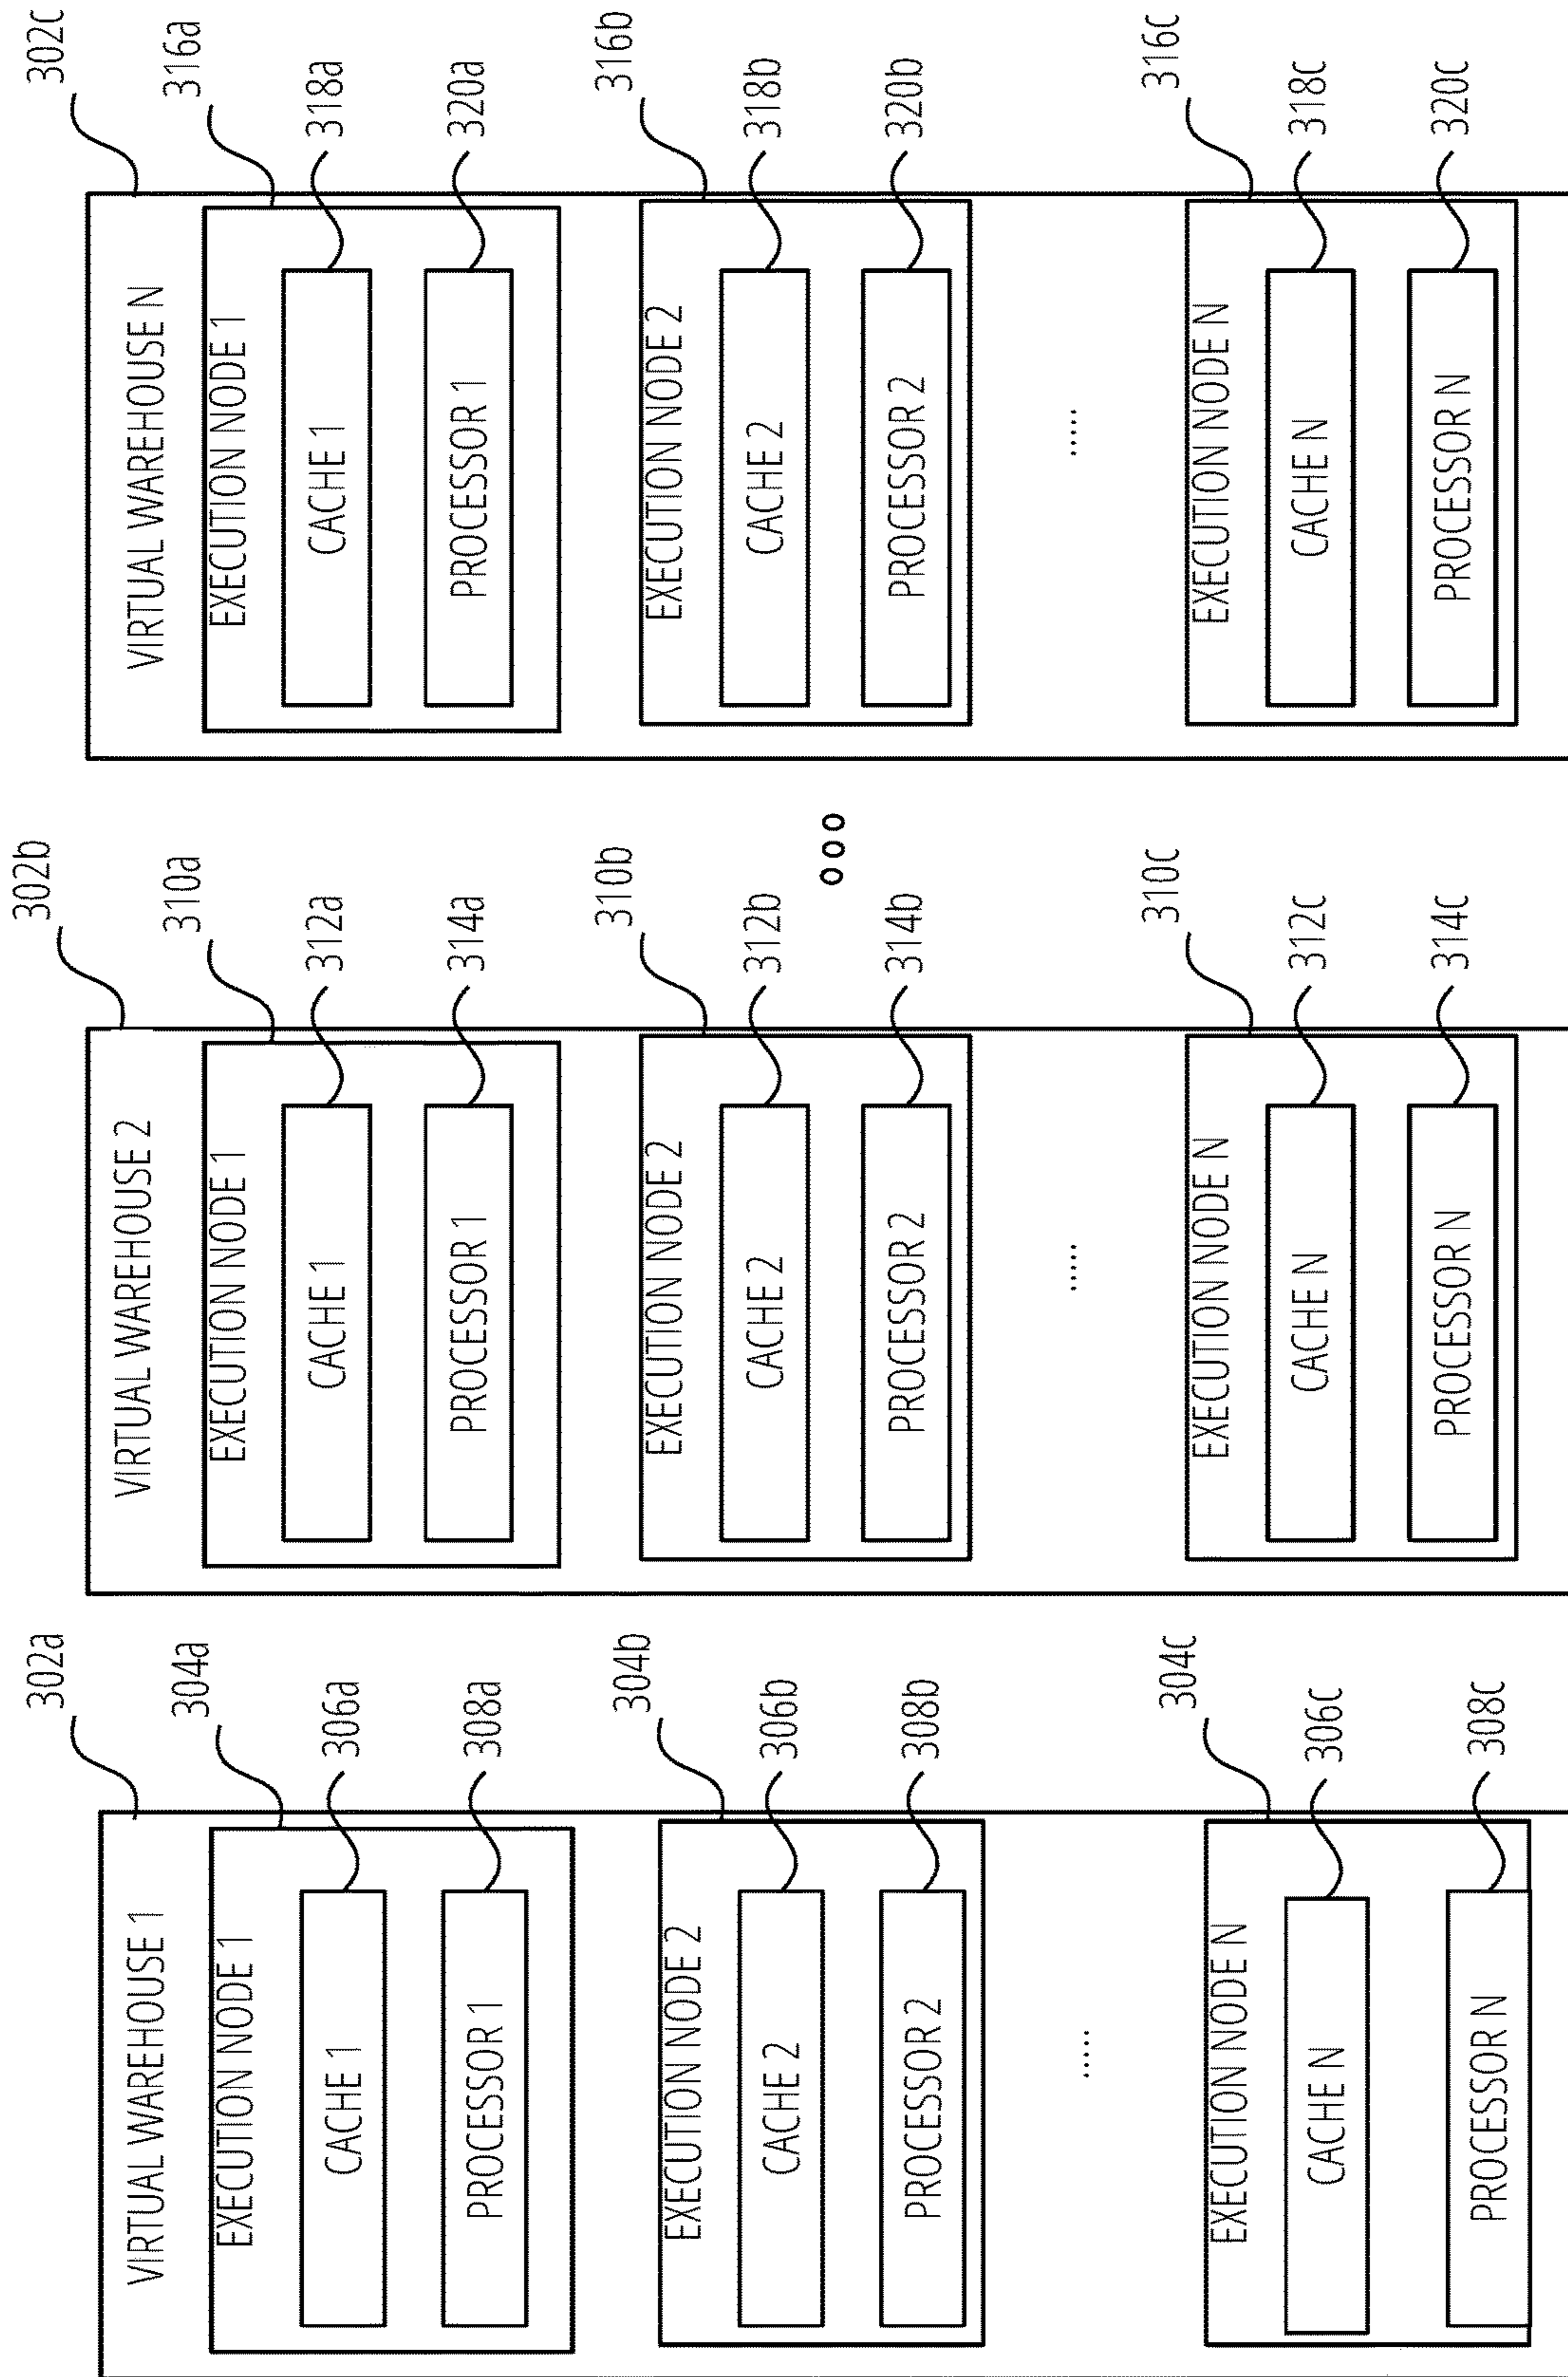 VIRTUAL WAREHOUSE 1
302a
EXECUTION NODE 1
304a
CACHE 1
306a
PROCESSOR 1
308a
EXECUTION NODE 2
304b
CACHE 2
306b
PROCESSOR 2
308b
.....
EXECUTION NODE N
304c
CACHE N
306c
PROCESSOR N
308c
VIRTUAL WAREHOUSE 2
302b
EXECUTION NODE 1
310a
CACHE 1
312a
PROCESSOR 1
314a
EXECUTION NODE 2
310b
CACHE 2
312b
PROCESSOR 2
314b
.....
EXECUTION NODE N
310c
CACHE N
312c
PROCESSOR N
314c
VIRTUAL WAREHOUSE N
302c
EXECUTION NODE 1
316a
CACHE 1
318a
PROCESSOR 1
320a
EXECUTION NODE 2
316b
CACHE 2
318b
PROCESSOR 2
320b
.....
EXECUTION NODE N
316c
CACHE N
318c
PROCESSOR N
320c